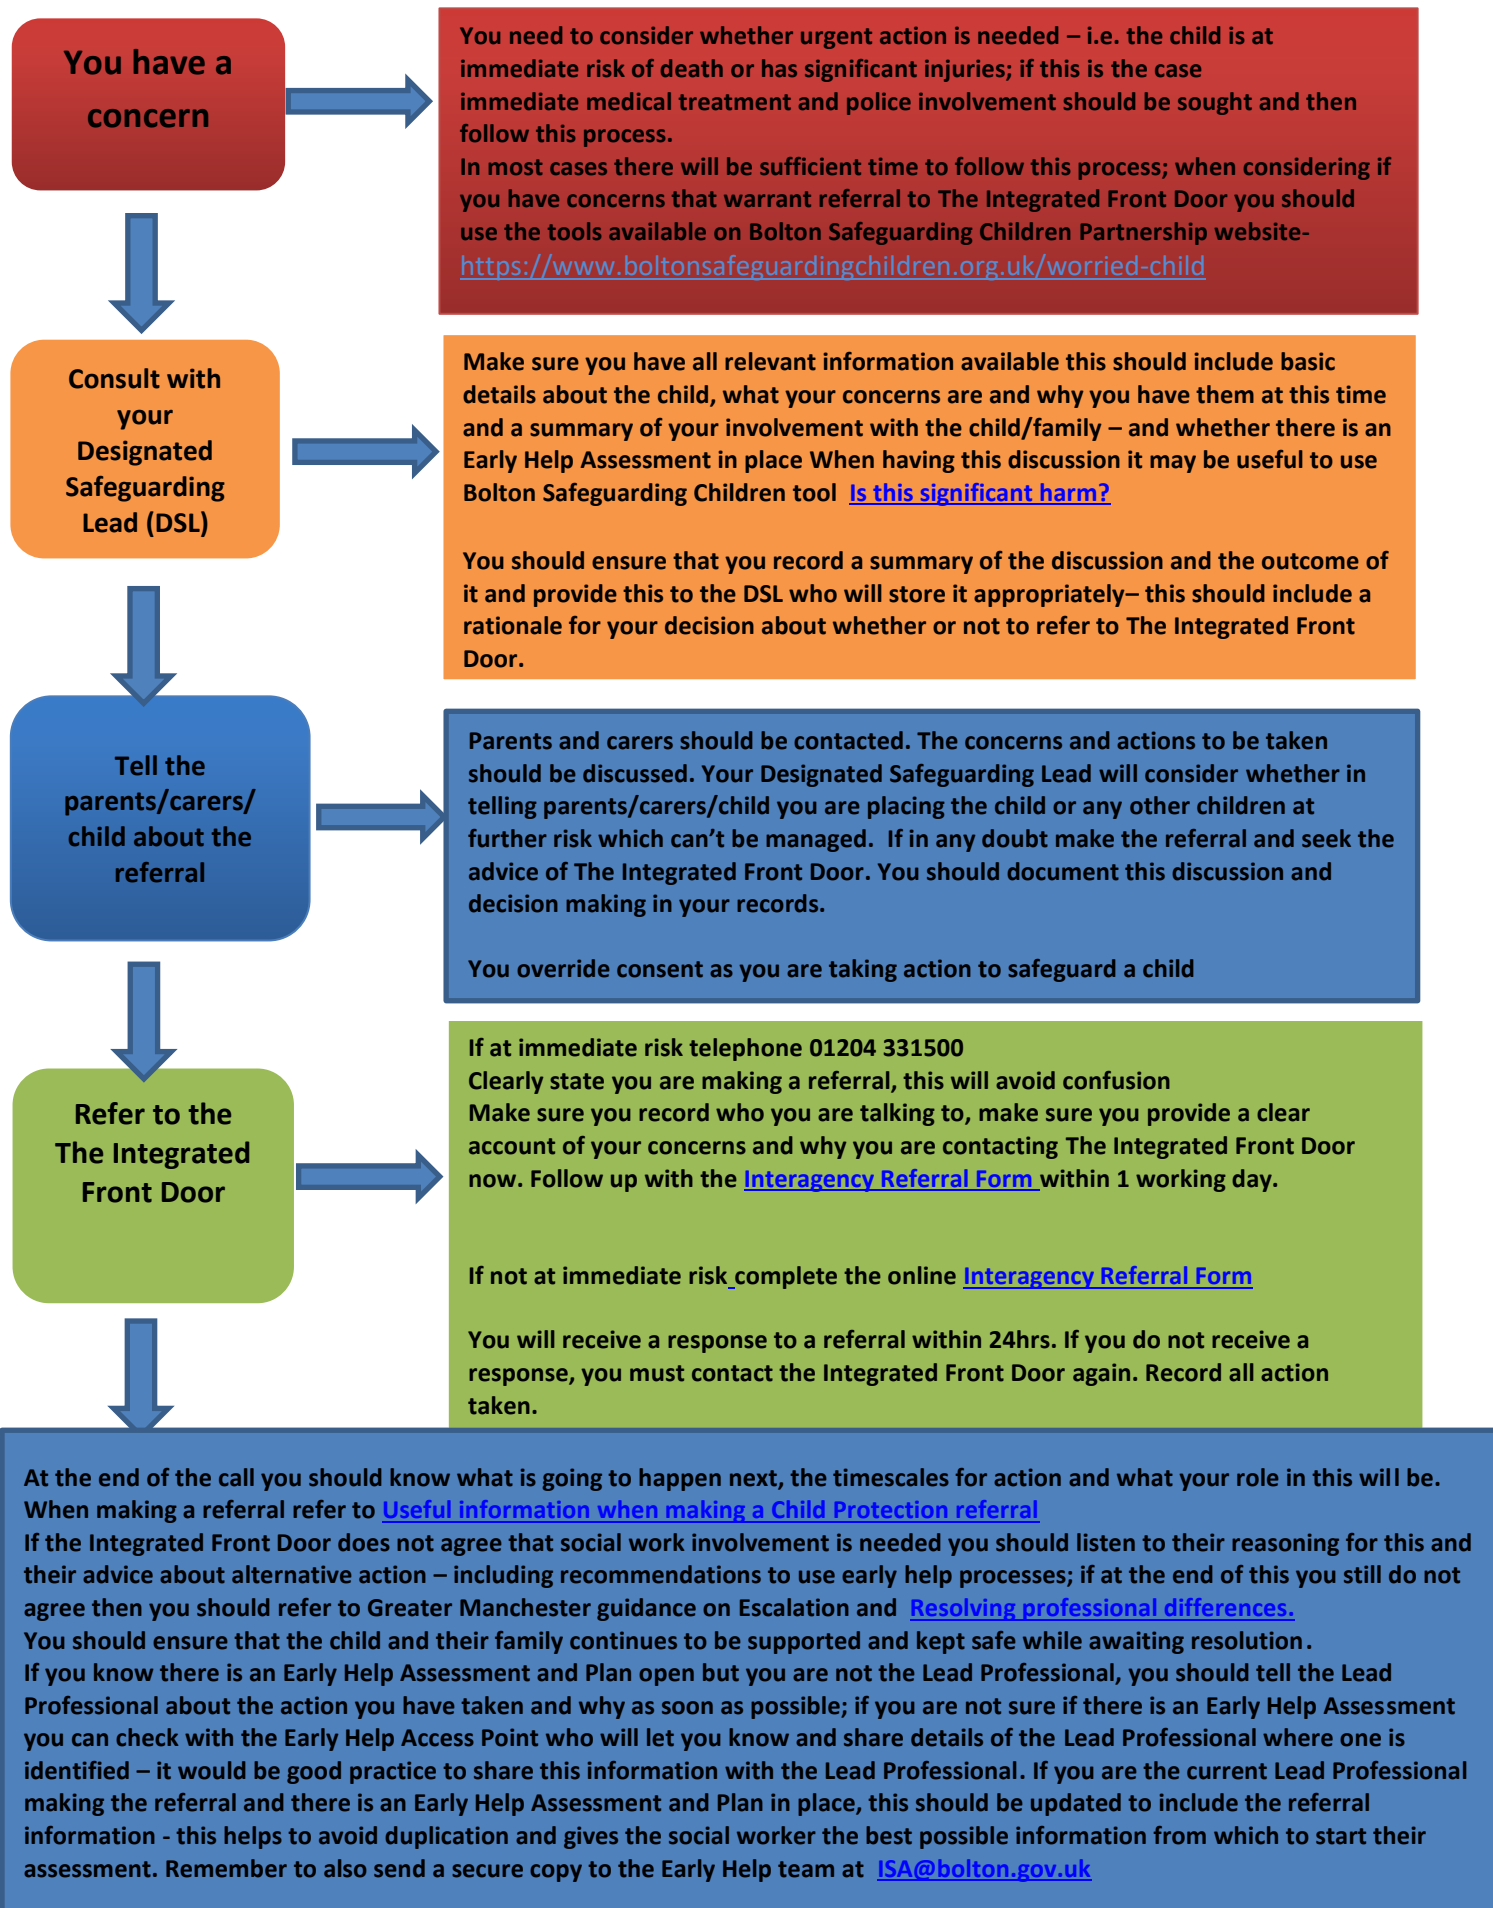 You have a
concern
You need to consider whether urgent action is needed – i.e. the child is at
immediate risk of death or has significant injuries; if this is the case
immediate medical treatment and police involvement should be sought and then
follow this process.
In most cases there will be sufficient time to follow this process; when considering if
you have concerns that warrant referral to The Integrated Front Door you should
use the tools available on Bolton Safeguarding Children Partnership website-
https://www.boltonsafeguardingchildren.org.uk/worried-child
Consult with
your
Designated
Safeguarding
Lead (DSL)
Make sure you have all relevant information available this should include basic
details about the child, what your concerns are and why you have them at this time
and a summary of your involvement with the child/family – and whether there is an
Early Help Assessment in place When having this discussion it may be useful to use
Bolton Safeguarding Children tool Is this significant harm?
You should ensure that you record a summary of the discussion and the outcome of
it and provide this to the DSL who will store it appropriately– this should include a
rationale for your decision about whether or not to refer to The Integrated Front
Door.
Tell the
parents/carers/
child about the
referral
Parents and carers should be contacted. The concerns and actions to be taken
should be discussed. Your Designated Safeguarding Lead will consider whether in
telling parents/carers/child you are placing the child or any other children at
further risk which can’t be managed. If in any doubt make the referral and seek the
advice of The Integrated Front Door. You should document this discussion and
decision making in your records.
You override consent as you are taking action to safeguard a child
Refer to the
The Integrated
Front Door
If at immediate risk telephone 01204 331500
Clearly state you are making a referral, this will avoid confusion
Make sure you record who you are talking to, make sure you provide a clear
account of your concerns and why you are contacting The Integrated Front Door
now. Follow up with the Interagency Referral Form within 1 working day.
If not at immediate risk complete the online Interagency Referral Form
You will receive a response to a referral within 24hrs. If you do not receive a
response, you must contact the Integrated Front Door again. Record all action
taken.
At the end of the call you should know what is going to happen next, the timescales for action and what your role in this will be.
When making a referral refer to Useful information when making a Child Protection referral
If the Integrated Front Door does not agree that social work involvement is needed you should listen to their reasoning for this and
their advice about alternative action – including recommendations to use early help processes; if at the end of this you still do not
agree then you should refer to Greater Manchester guidance on Escalation and Resolving professional differences.
You should ensure that the child and their family continues to be supported and kept safe while awaiting resolution.
If you know there is an Early Help Assessment and Plan open but you are not the Lead Professional, you should tell the Lead
Professional about the action you have taken and why as soon as possible; if you are not sure if there is an Early Help Assessment
you can check with the Early Help Access Point who will let you know and share details of the Lead Professional where one is
identified – it would be good practice to share this information with the Lead Professional. If you are the current Lead Professional
making the referral and there is an Early Help Assessment and Plan in place, this should be updated to include the referral
information - this helps to avoid duplication and gives the social worker the best possible information from which to start their
assessment. Remember to also send a secure copy to the Early Help team at ISA@bolton.gov.uk